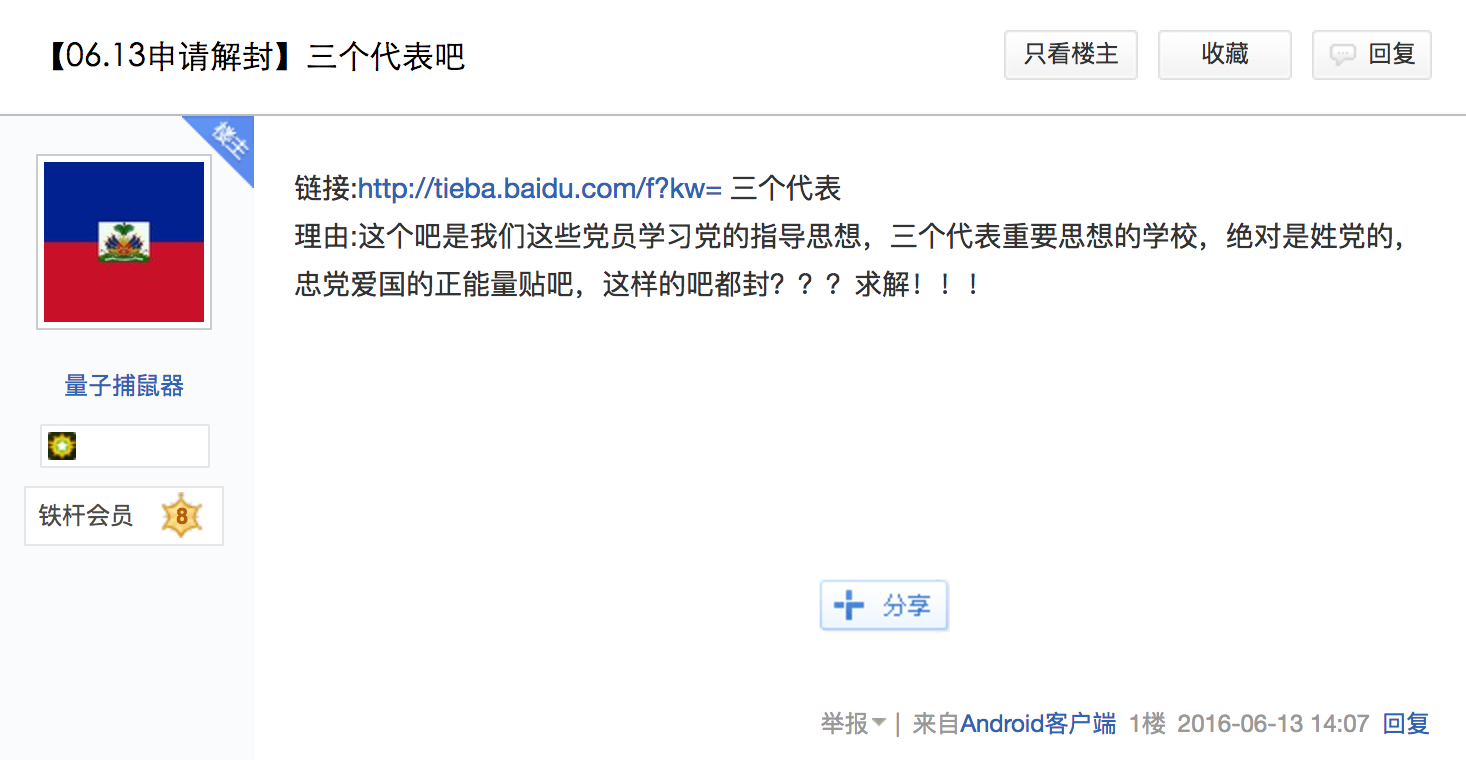 【06.13申请解封】三个代表吧
只看楼主
收藏
回复
楼主
量子捕鼠器
铁杆会员 8
链接:http://tieba.baidu.com/f?kw= 三个代表
理由:这个吧是我们这些党员学习党的指导思想，三个代表重要思想的学校，绝对是姓党的，
忠党爱国的正能量贴吧，这样的吧都封？？？求解！！！
分享
举报 | 来自Android客户端 1楼 2016-06-13 14:07 回复